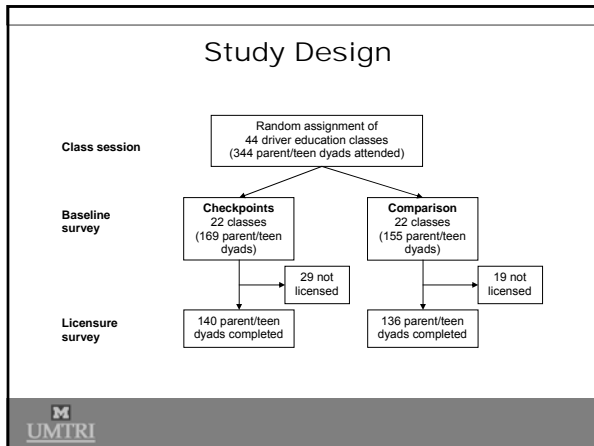 Study Design
Class session
Random assignment of
44 driver education classes
(344 parent/teen dyads attended)
Baseline
survey
Checkpoints
22 classes
(169 parent/teen
dyads)
Comparison
22 classes
(155 parent/teen
dyads)
29 not
licensed
19 not
licensed
Licensure
survey
140 parent/teen
dyads completed
136 parent/teen
dyads completed
M
UMTRI